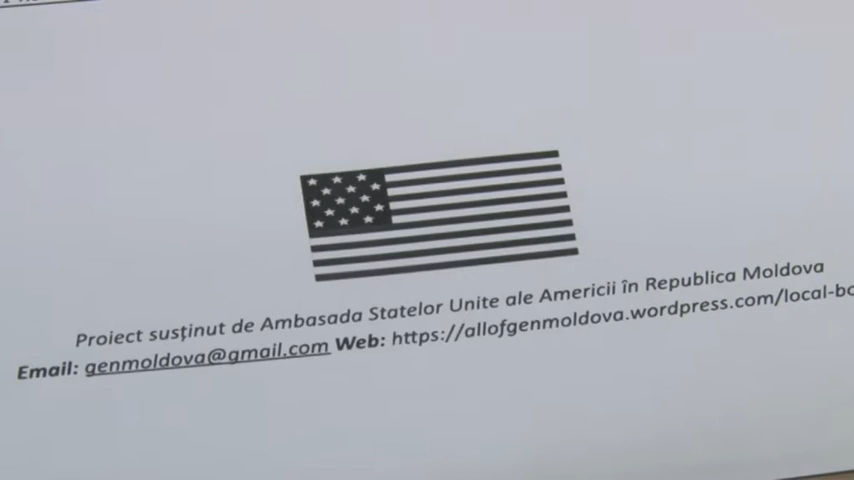 Proiect susținut de Ambasada Statelor Unite ale Americii în Republica Moldova
Email: genmoldova@gmail.com Web: https://allofgenmoldova.wordpress.com/local-bo